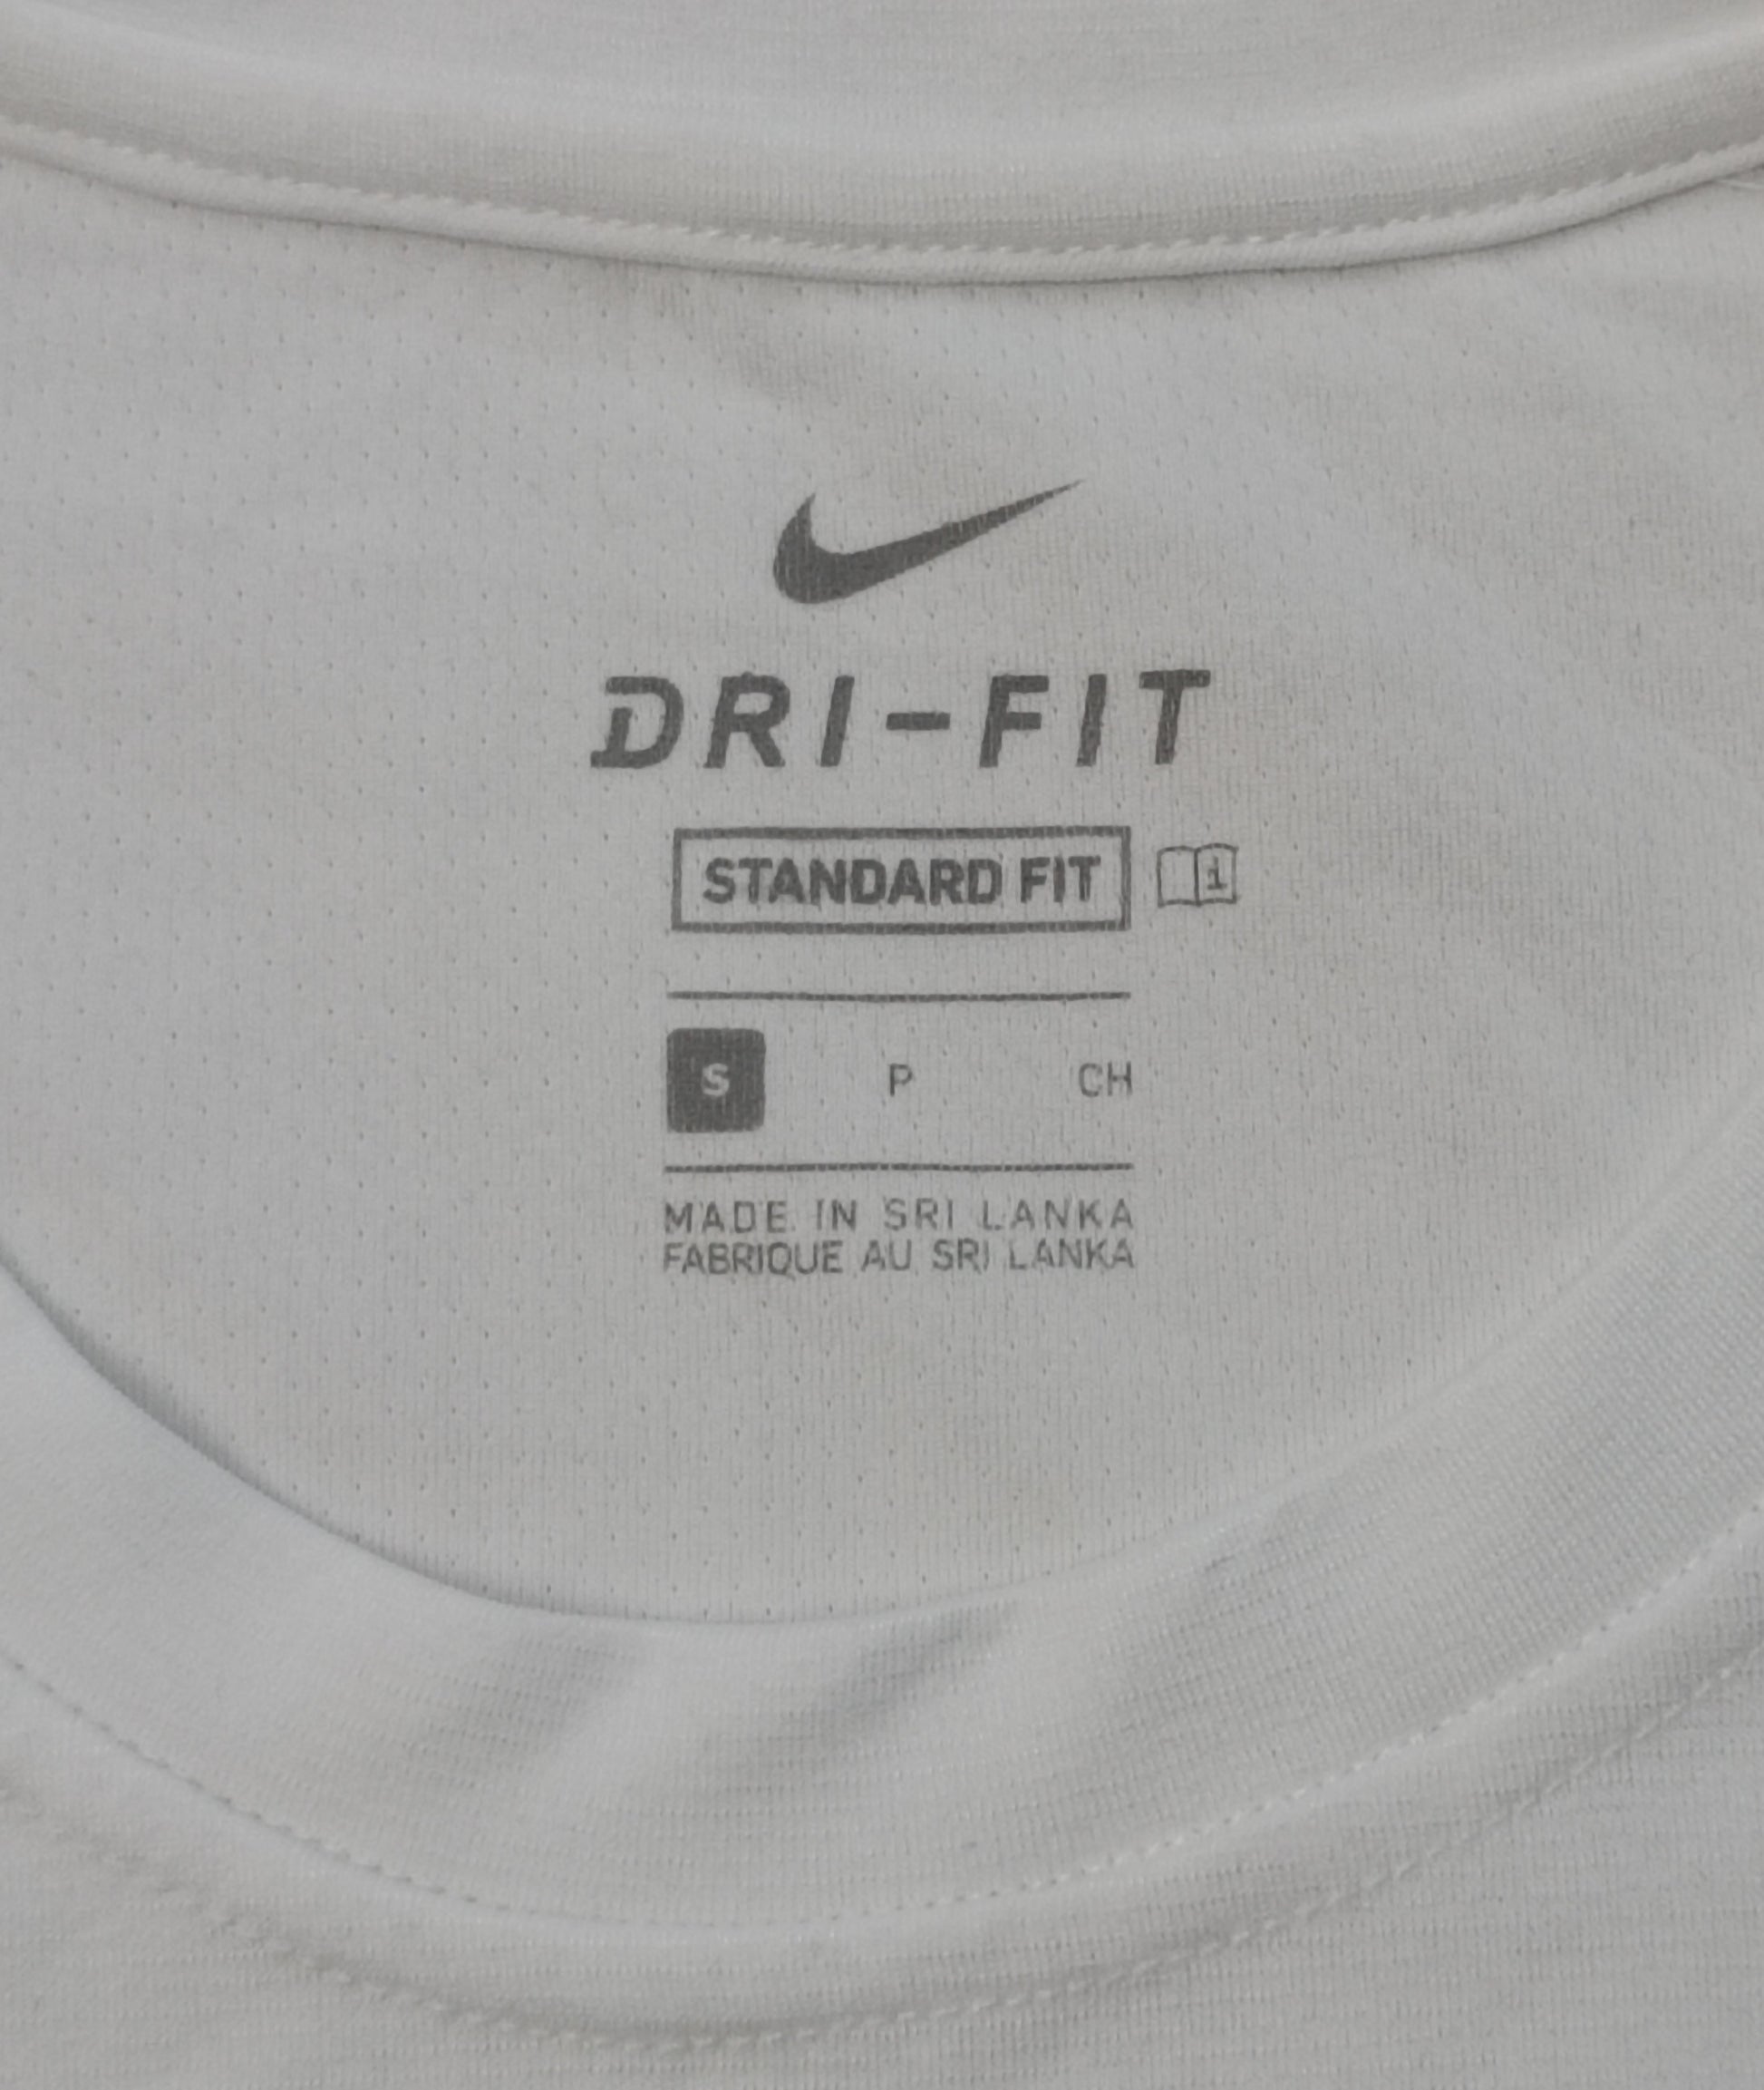 DRI-FIT
STANDARD FIT i
S P CH
MADE IN SRI LANKA
FABRIQUE AU SRI LANKA